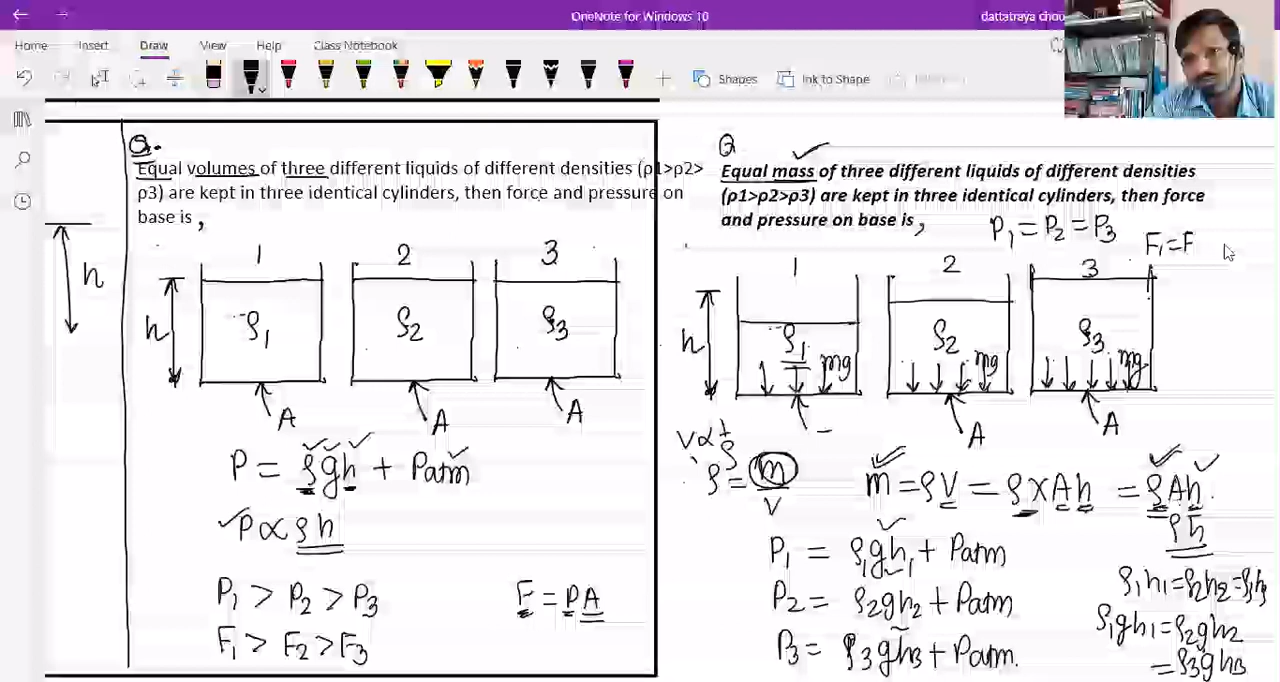 OneNote for Windows 10
dattatraya chou
Home Insert Draw View Help Class Notebook
Shapes Ink to Shape
Q.
Equal volumes of three different liquids of different densities (ρ1>ρ2>
ρ3) are kept in three identical cylinders, then force and pressure on
base is ,
h
1 2 3
h ρ1 ρ2 ρ3
A A A
P = ρgh + Patm
P∝ρh
P1 > P2 > P3
F1 > F2 > F3
F = PA
Q
Equal mass of three different liquids of different densities
(ρ1>ρ2>ρ3) are kept in three identical cylinders, then force
and pressure on base is ,
P1 = P2 = P3
F1 = F
1 2 3
h ρ1 mg ρ2 mg ρ3 mg
A A
V∝1/ρ
ρ = m/V
m = ρV = ρ×Ah = ρAh
ρh
P1 = ρ1gh1 + Patm
P2 = ρ2gh2 + Patm
P3 = ρ3gh3 + Patm.
ρ1h1=ρ2h2=ρ3h3
ρ1gh1=ρ2gh2
=ρ3gh3